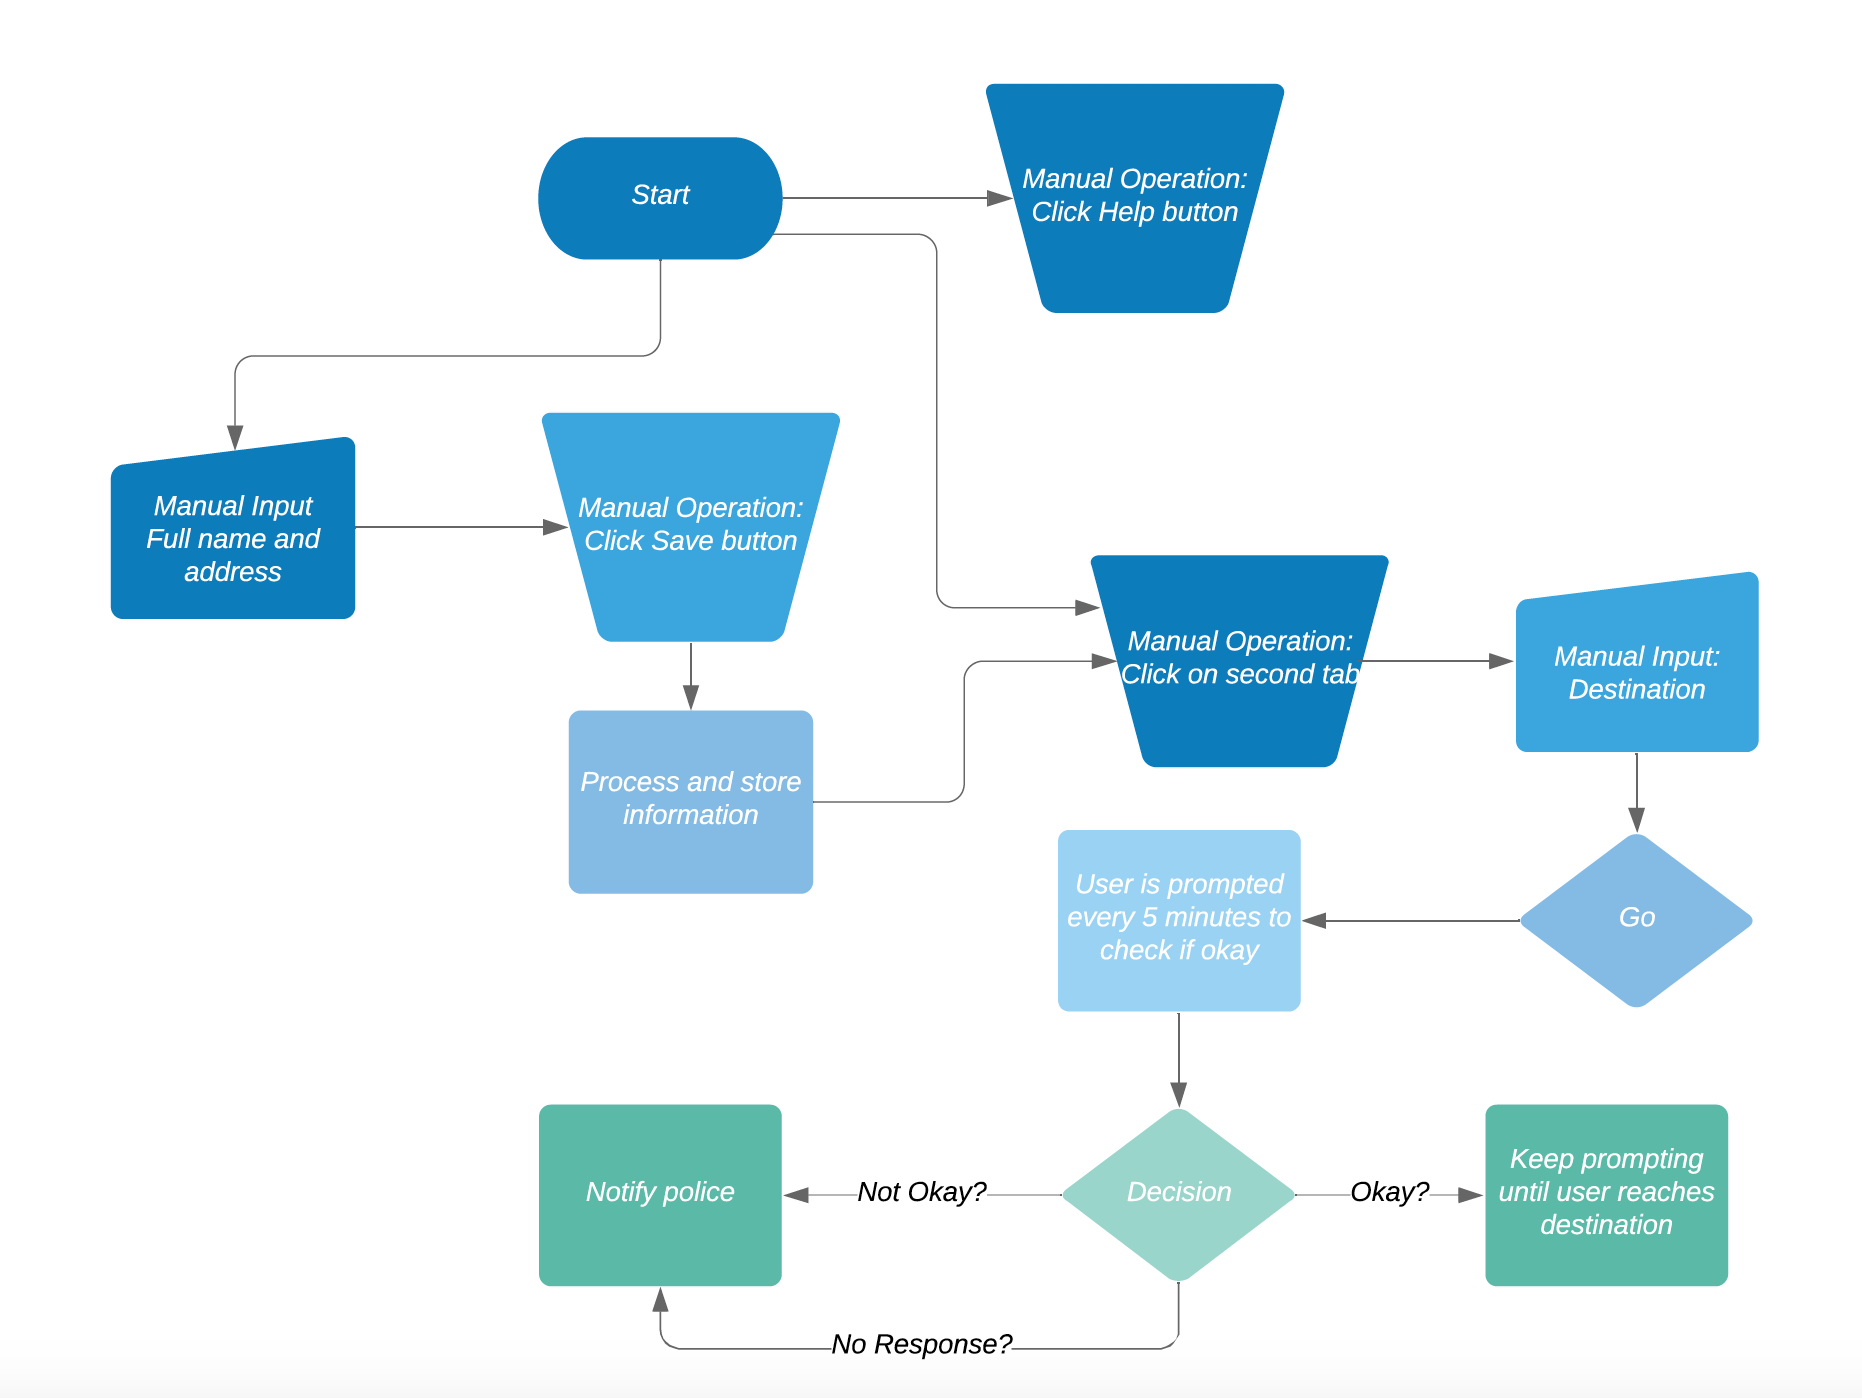 Start
Manual Operation:
Click Help button
Manual Input
Full name and
address
Manual Operation:
Click Save button
Manual Operation:
Click on second tab
Manual Input:
Destination
Process and store
information
User is prompted
every 5 minutes to
check if okay
Go
Notify police
Not Okay?
Decision
Okay?
Keep prompting
until user reaches
destination
No Response?